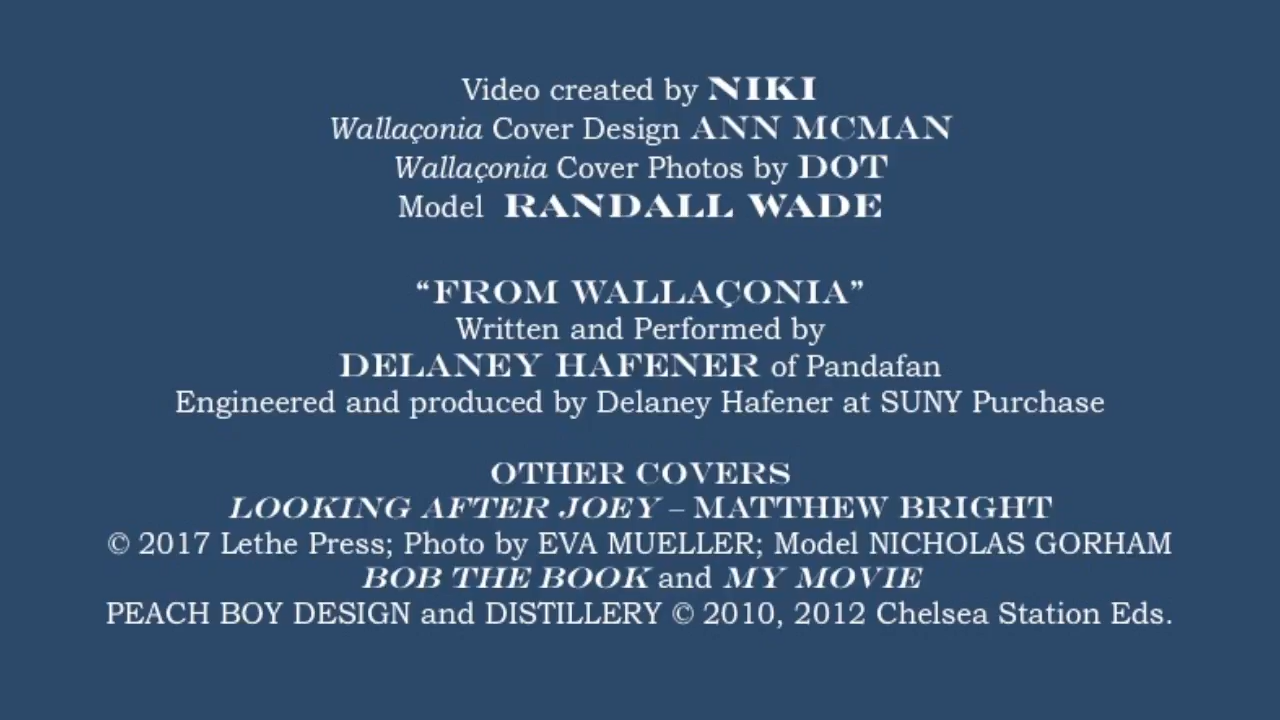 Video created by NIKI
Wallaçonia Cover Design ANN MCMAN
Wallaçonia Cover Photos by DOT
Model RANDALL WADE
“FROM WALLAÇONIA”
Written and Performed by
DELANEY HAFENER of Pandafan
Engineered and produced by Delaney Hafener at SUNY Purchase
OTHER COVERS
LOOKING AFTER JOEY – MATTHEW BRIGHT
© 2017 Lethe Press; Photo by EVA MUELLER; Model NICHOLAS GORHAM
BOB THE BOOK and MY MOVIE
PEACH BOY DESIGN and DISTILLERY © 2010, 2012 Chelsea Station Eds.